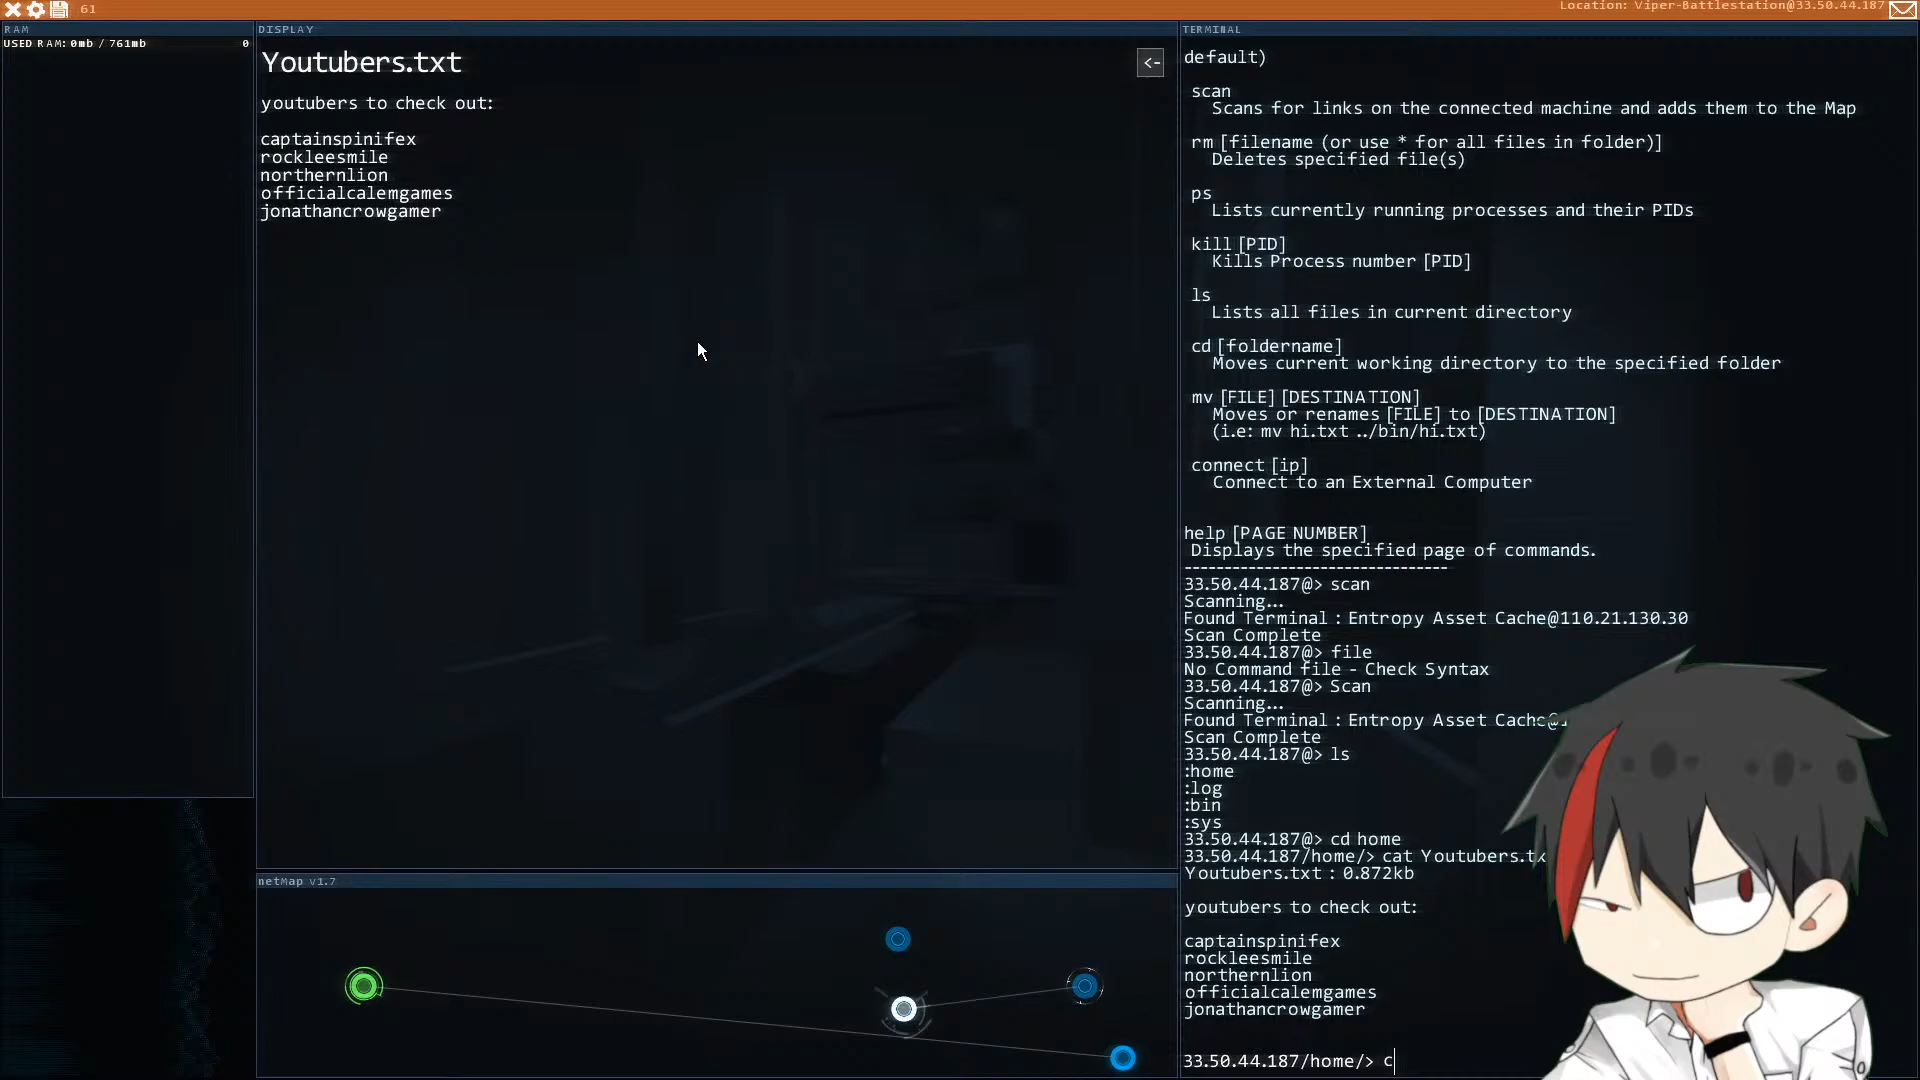 61
Location: Viper-Battlestation@33.50.44.187
RAM
USED RAM: 0mb / 761mb 0
DISPLAY
Youtubers.txt
<-
youtubers to check out:
captainspinifex
rockleesmile
northernlion
officialcalemgames
jonathancrowgamer
netMap v1.7
TERMINAL
default)
scan
Scans for links on the connected machine and adds them to the Map
rm [filename (or use * for all files in folder)]
Deletes specified file(s)
ps
Lists currently running processes and their PIDs
kill [PID]
Kills Process number [PID]
ls
Lists all files in current directory
cd [foldername]
Moves current working directory to the specified folder
mv [FILE] [DESTINATION]
Moves or renames [FILE] to [DESTINATION]
(i.e: mv hi.txt ../bin/hi.txt)
connect [ip]
Connect to an External Computer
help [PAGE NUMBER]
Displays the specified page of commands.
--------------------------------
33.50.44.187@> scan
Scanning...
Found Terminal : Entropy Asset Cache@110.21.130.30
Scan Complete
33.50.44.187@> file
No Command file - Check Syntax
33.50.44.187@> Scan
Scanning...
Found Terminal : Entropy Asset Cache@1
Scan Complete
33.50.44.187@> ls
:home
:log
:bin
:sys
33.50.44.187@> cd home
33.50.44.187/home/> cat Youtubers.tx
Youtubers.txt : 0.872kb
youtubers to check out:
captainspinifex
rockleesmile
northernlion
officialcalemgames
jonathancrowgamer
33.50.44.187/home/> c